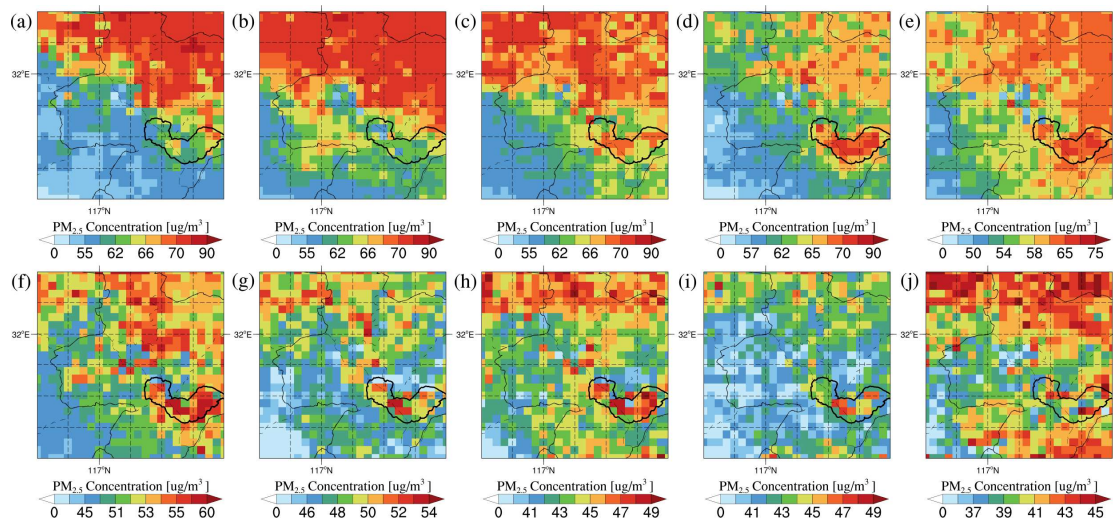 (a) (b) (c) (d) (e)
32°E 32°E 32°E 32°E 32°E
117°N 117°N 117°N 117°N 117°N
PM2.5 Concentration [ug/m³] PM2.5 Concentration [ug/m³] PM2.5 Concentration [ug/m³] PM2.5 Concentration [ug/m³] PM2.5 Concentration [ug/m³]
0 55 62 66 70 90 0 55 62 66 70 90 0 55 62 66 70 90 0 57 62 66 70 90 0 50 54 58 65 75
(f) (g) (h) (i) (j)
32°E 32°E 32°E 32°E 32°E
117°N 117°N 117°N 117°N 117°N
PM2.5 Concentration [ug/m³] PM2.5 Concentration [ug/m³] PM2.5 Concentration [ug/m³] PM2.5 Concentration [ug/m³] PM2.5 Concentration [ug/m³]
0 45 51 53 55 60 0 46 48 50 52 54 0 41 43 45 47 49 0 41 43 45 47 49 0 37 39 41 43 45